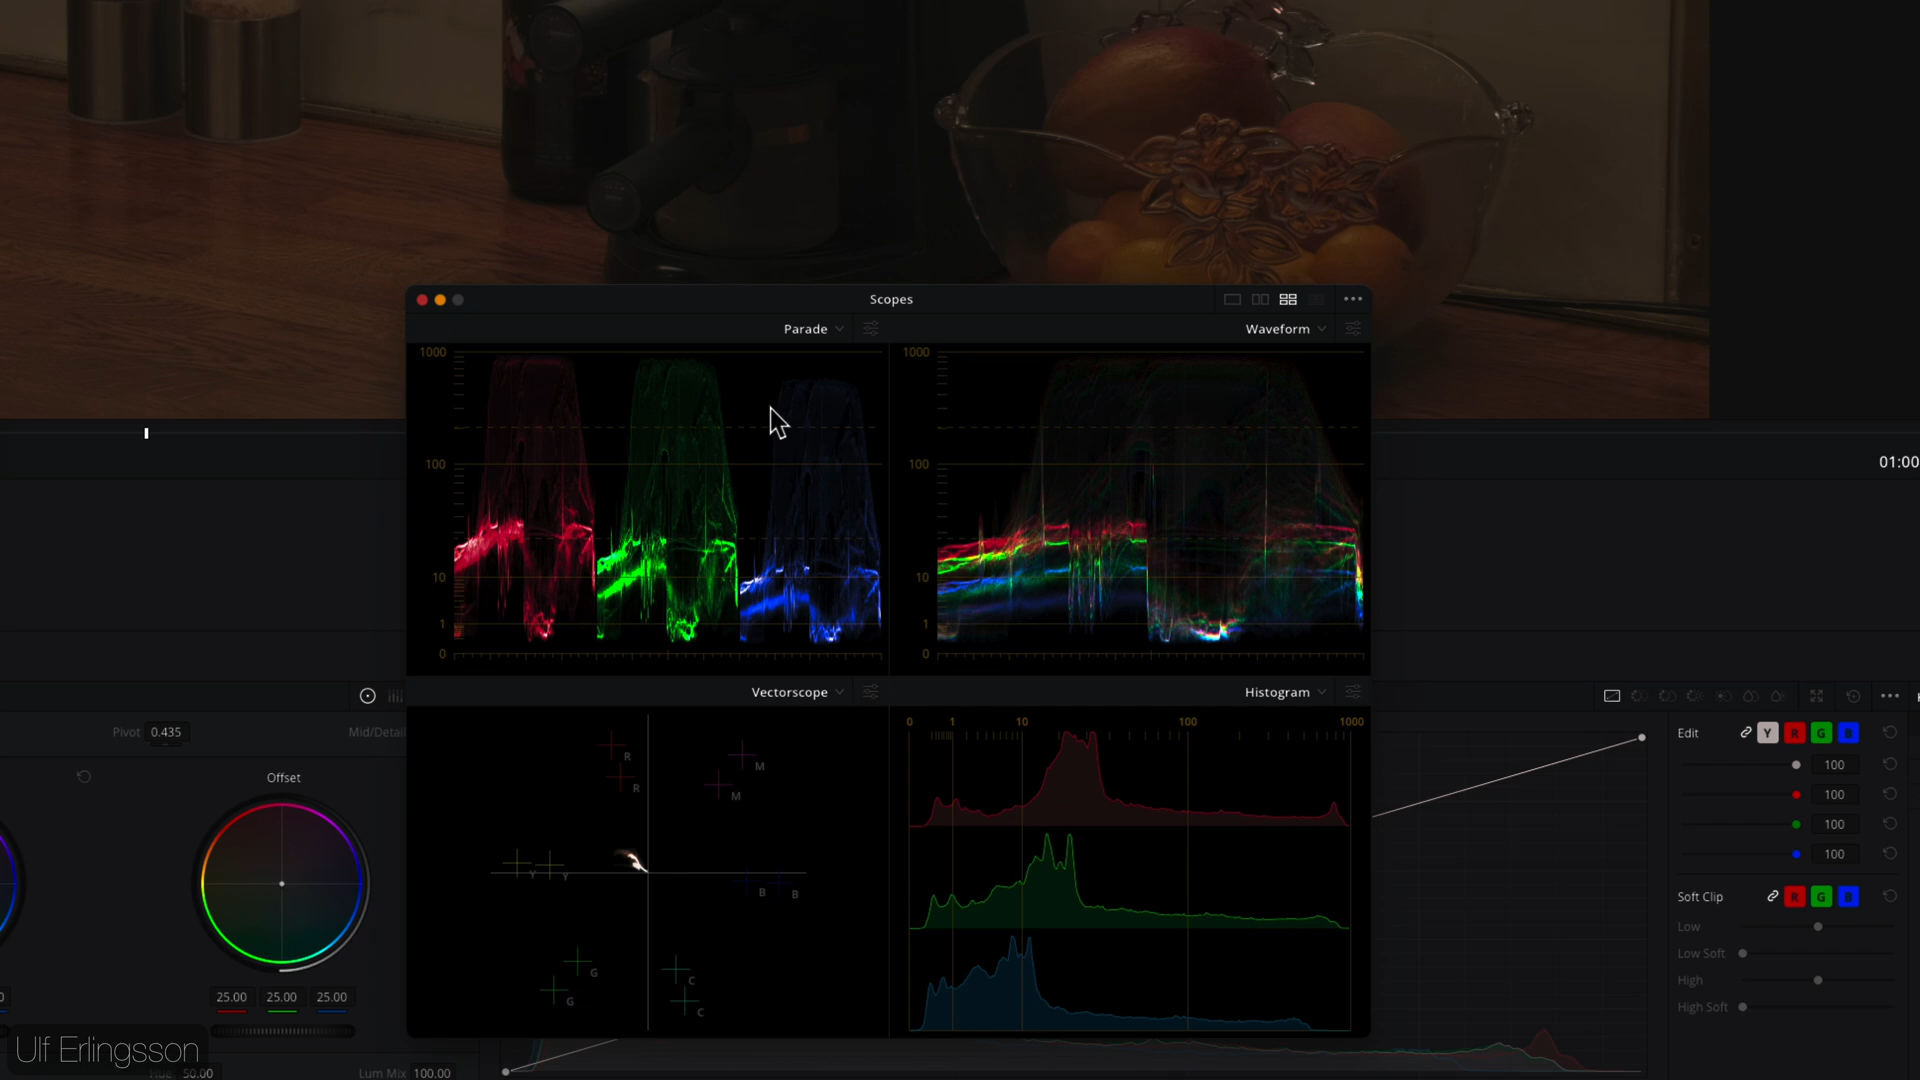 Scopes
Parade
Waveform
1000
100
10
1
0
1000
100
10
1
0
01:00
Vectorscope
Histogram
R
R
M
M
Y
Y
B
B
G
G
C
C
0 1 10 100 1000
Pivot 0.435 Mid/Detail
Offset
25.00 25.00 25.00
Hue 50.00 Lum Mix 100.00
Edit Y R G B
100
100
100
100
Soft Clip R G B
Low
Low Soft
High
High Soft
Ulf Erlingsson